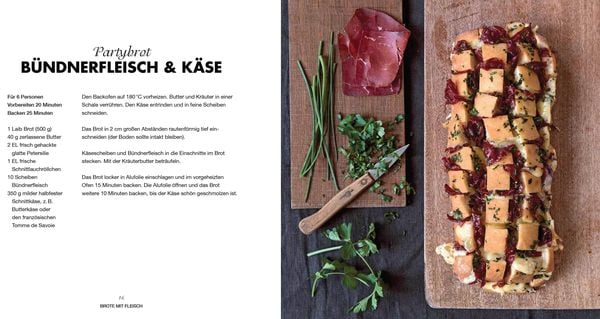 Partybrot
BÜNDNERFLEISCH & KÄSE
Für 6 Personen
Vorbereiten 20 Minuten
Backen 25 Minuten
1 Laib Brot (500 g)
40 g zerlassene Butter
2 EL frisch gehackte
glatte Petersilie
1 EL frische
Schnittlauchröllchen
10 Scheiben
Bündnerfleisch
350 g milder halbfester
Schnittkäse, z. B.
Butterkäse oder
den französischen
Tomme de Savoie
Den Backofen auf 180 °C vorheizen. Butter und Kräuter in einer
Schale verrühren. Den Käse entrinden und in feine Scheiben
schneiden.
Das Brot in 2 cm großen Abständen rautenförmig tief ein-
schneiden (der Boden sollte intakt bleiben).
Käsescheiben und Bündnerfleisch in die Einschnitte im Brot
stecken. Mit der Kräuterbutter beträufeln.
Das Brot locker in Alufolie einschlagen und im vorgeheizten
Ofen 15 Minuten backen. Die Alufolie öffnen und das Brot
weitere 10 Minuten backen, bis der Käse schön geschmolzen ist.
BROTE MIT FLEISCH